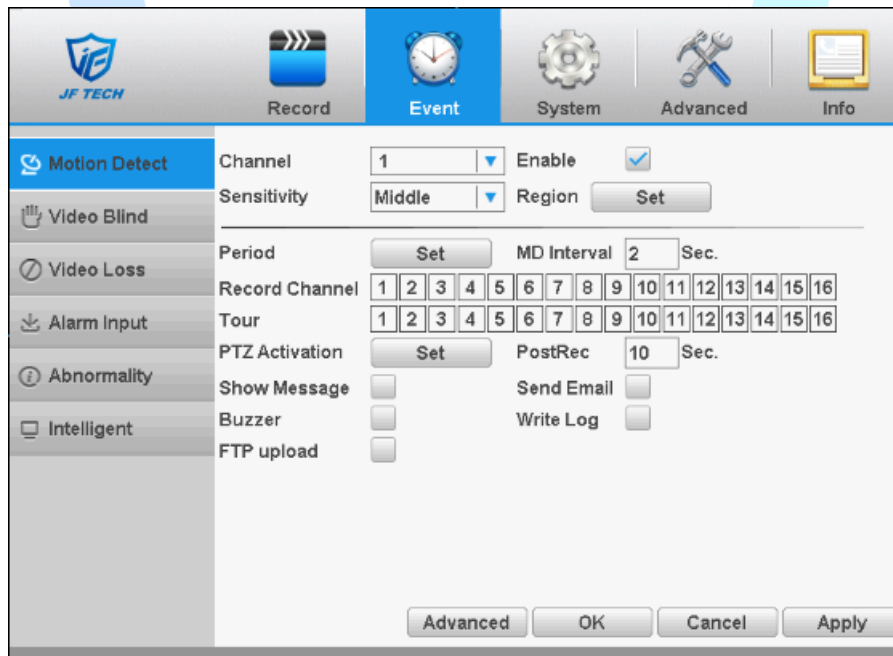 JF TECH
Record Event System Advanced Info
Motion Detect
Video Blind
Video Loss
Alarm Input
Abnormality
Intelligent
Channel 1 Enable
Sensitivity Middle Region Set
Period Set MD Interval 2 Sec.
Record Channel 1 2 3 4 5 6 7 8 9 10 11 12 13 14 15 16
Tour 1 2 3 4 5 6 7 8 9 10 11 12 13 14 15 16
PTZ Activation Set PostRec 10 Sec.
Show Message Send Email
Buzzer Write Log
FTP upload
Advanced OK Cancel Apply